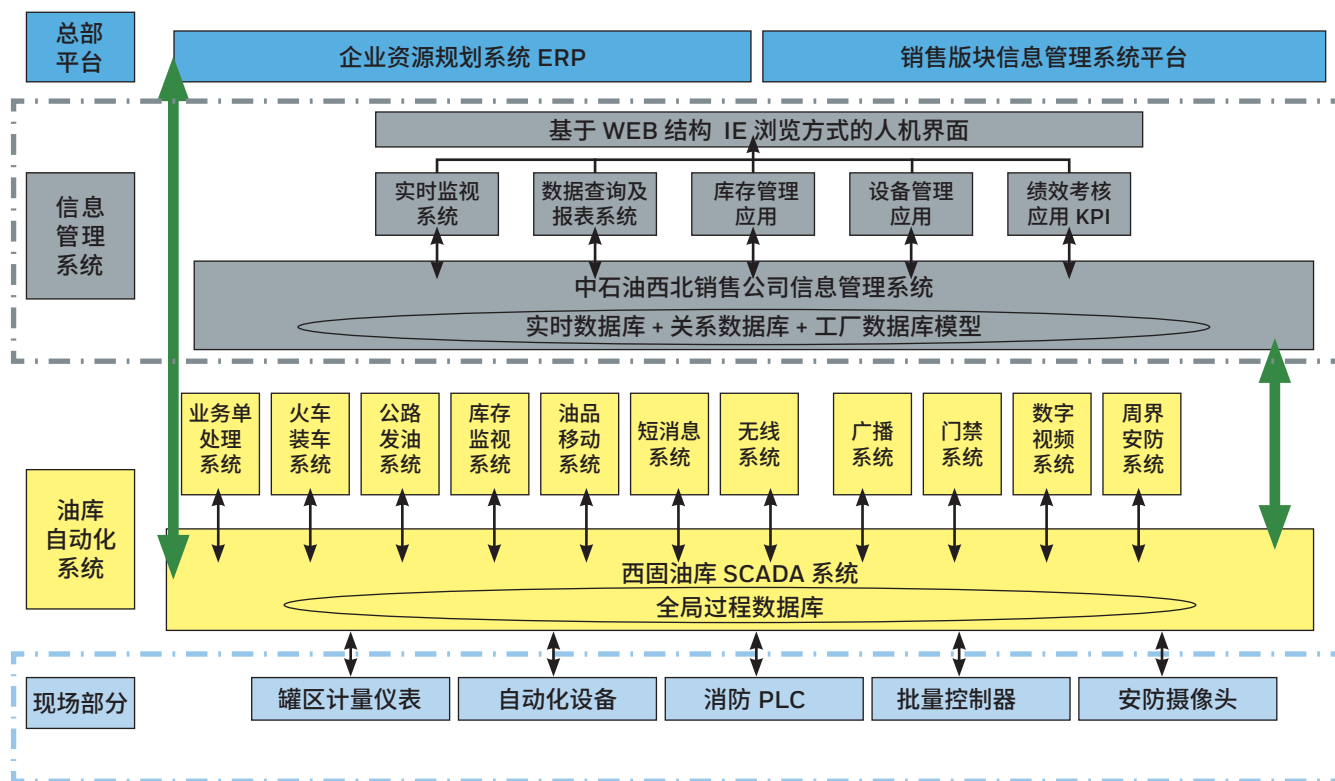 总部
平台
企业资源规划系统 ERP
销售版块信息管理系统平台
基于 WEB 结构 IE 浏览方式的人机界面
信息
管理
系统
实时监视
系统
数据查询及
报表系统
库存管理
应用
设备管理
应用
绩效考核
应用 KPI
中石油西北销售公司信息管理系统
实时数据库 + 关系数据库 + 工厂数据库模型
油库
自动化
系统
业务单
处理
系统
火车
装车
系统
公路
发油
系统
库存
监视
系统
油品
移动
系统
短消息
系统
无线
系统
广播
系统
门禁
系统
数字
视频
系统
周界
安防
系统
西固油库 SCADA 系统
全局过程数据库
现场部分
罐区计量仪表
自动化设备
消防 PLC
批量控制器
安防摄像头